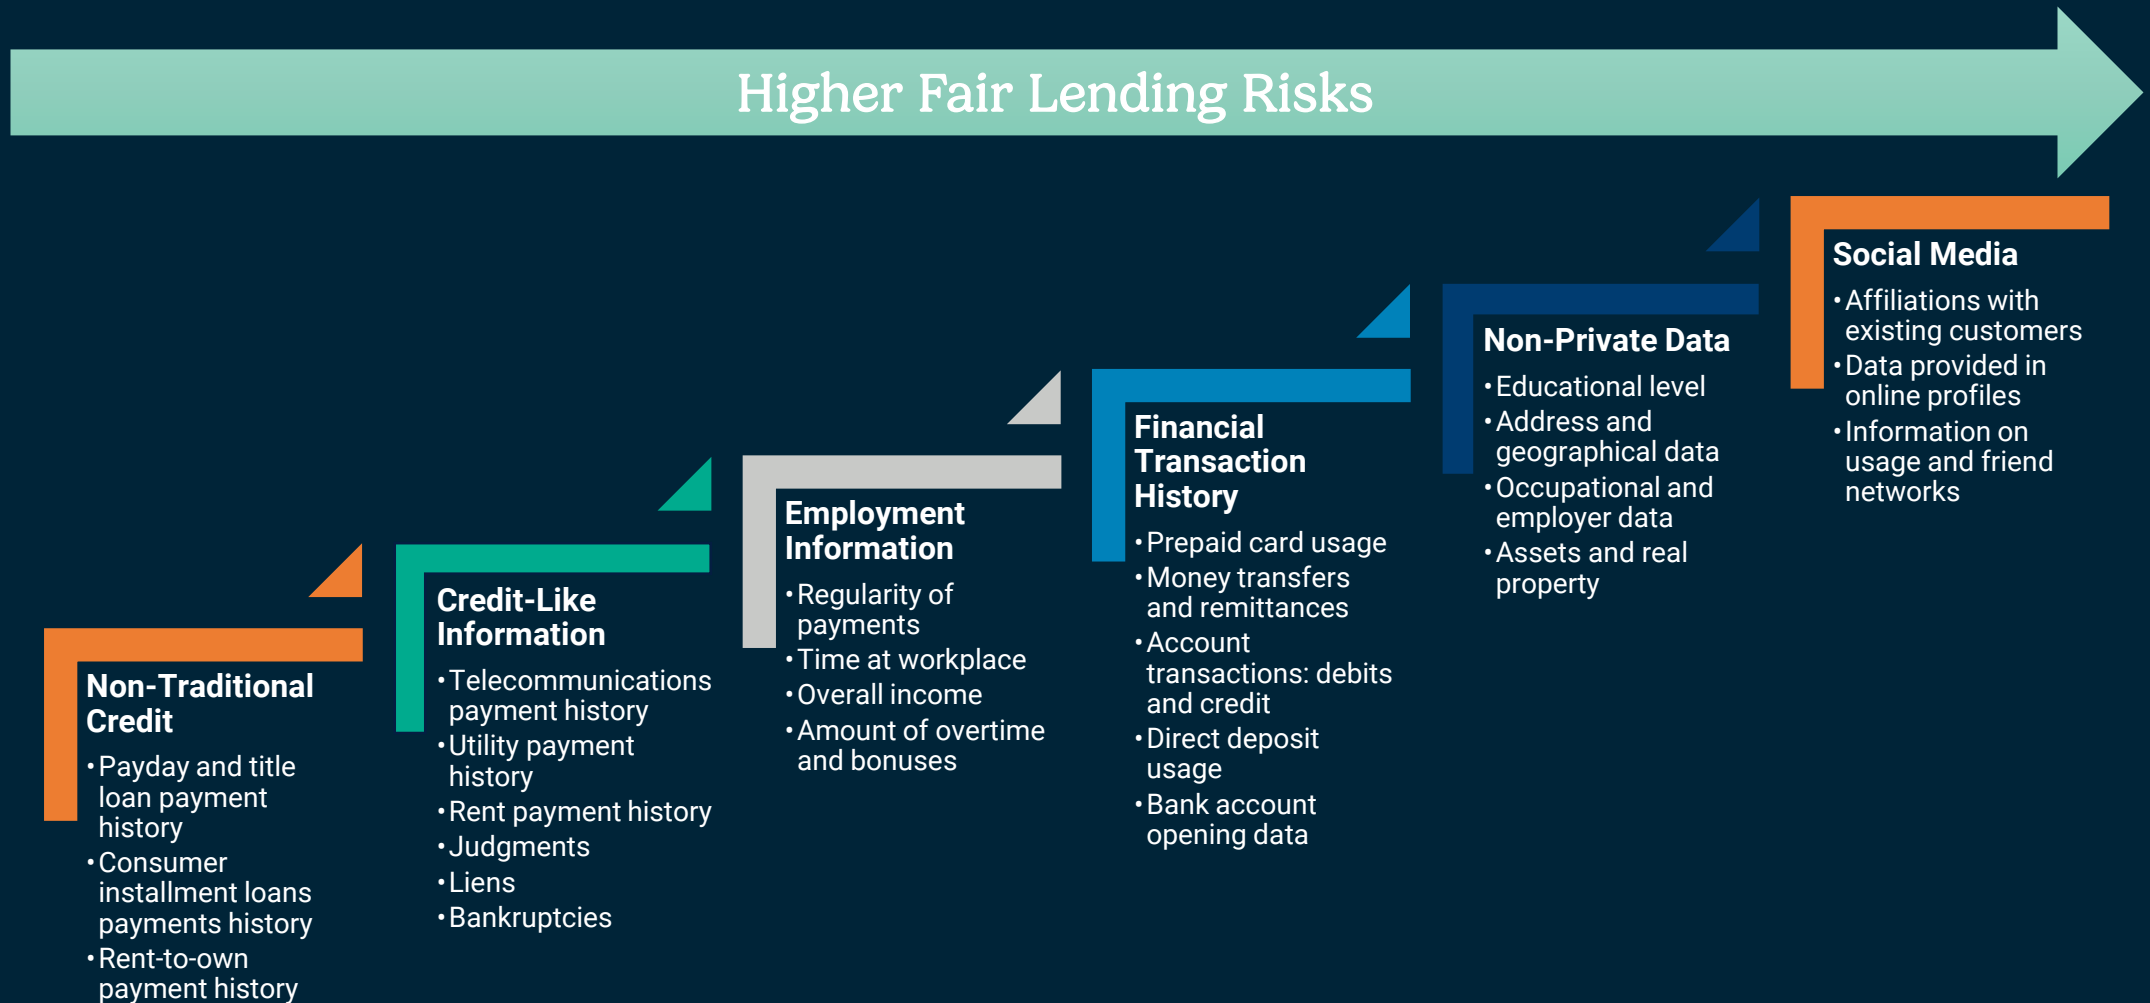 Higher Fair Lending Risks
Non-Traditional
Credit
•Payday and title
loan payment
history
•Consumer
installment loans
payments history
•Rent-to-own
payment history
Credit-Like
Information
•Telecommunications
payment history
•Utility payment
history
•Rent payment history
•Judgments
•Liens
•Bankruptcies
Employment
Information
•Regularity of
payments
•Time at workplace
•Overall income
•Amount of overtime
and bonuses
Financial
Transaction
History
•Prepaid card usage
•Money transfers
and remittances
•Account
transactions: debits
and credit
•Direct deposit
usage
•Bank account
opening data
Non-Private Data
•Educational level
•Address and
geographical data
•Occupational and
employer data
•Assets and real
property
Social Media
•Affiliations with
existing customers
•Data provided in
online profiles
•Information on
usage and friend
networks